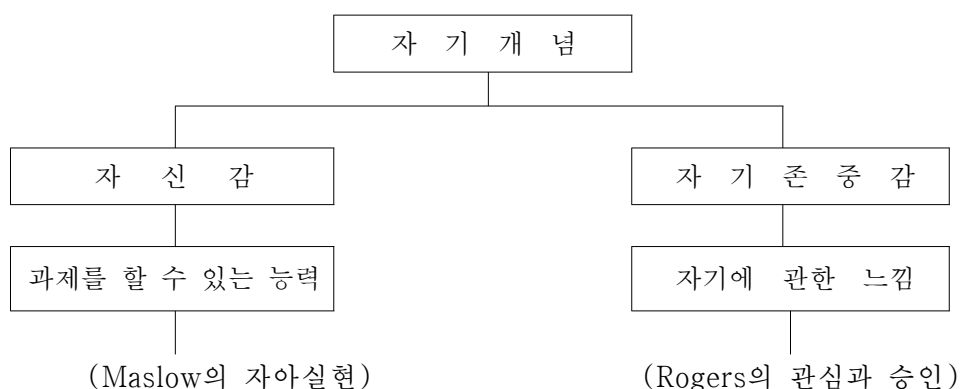 자 기 개 념
자 신 감
자 기 존 중 감
과제를 할 수 있는 능력
자기에 관한 느낌
(Maslow의 자아실현)
(Rogers의 관심과 승인)